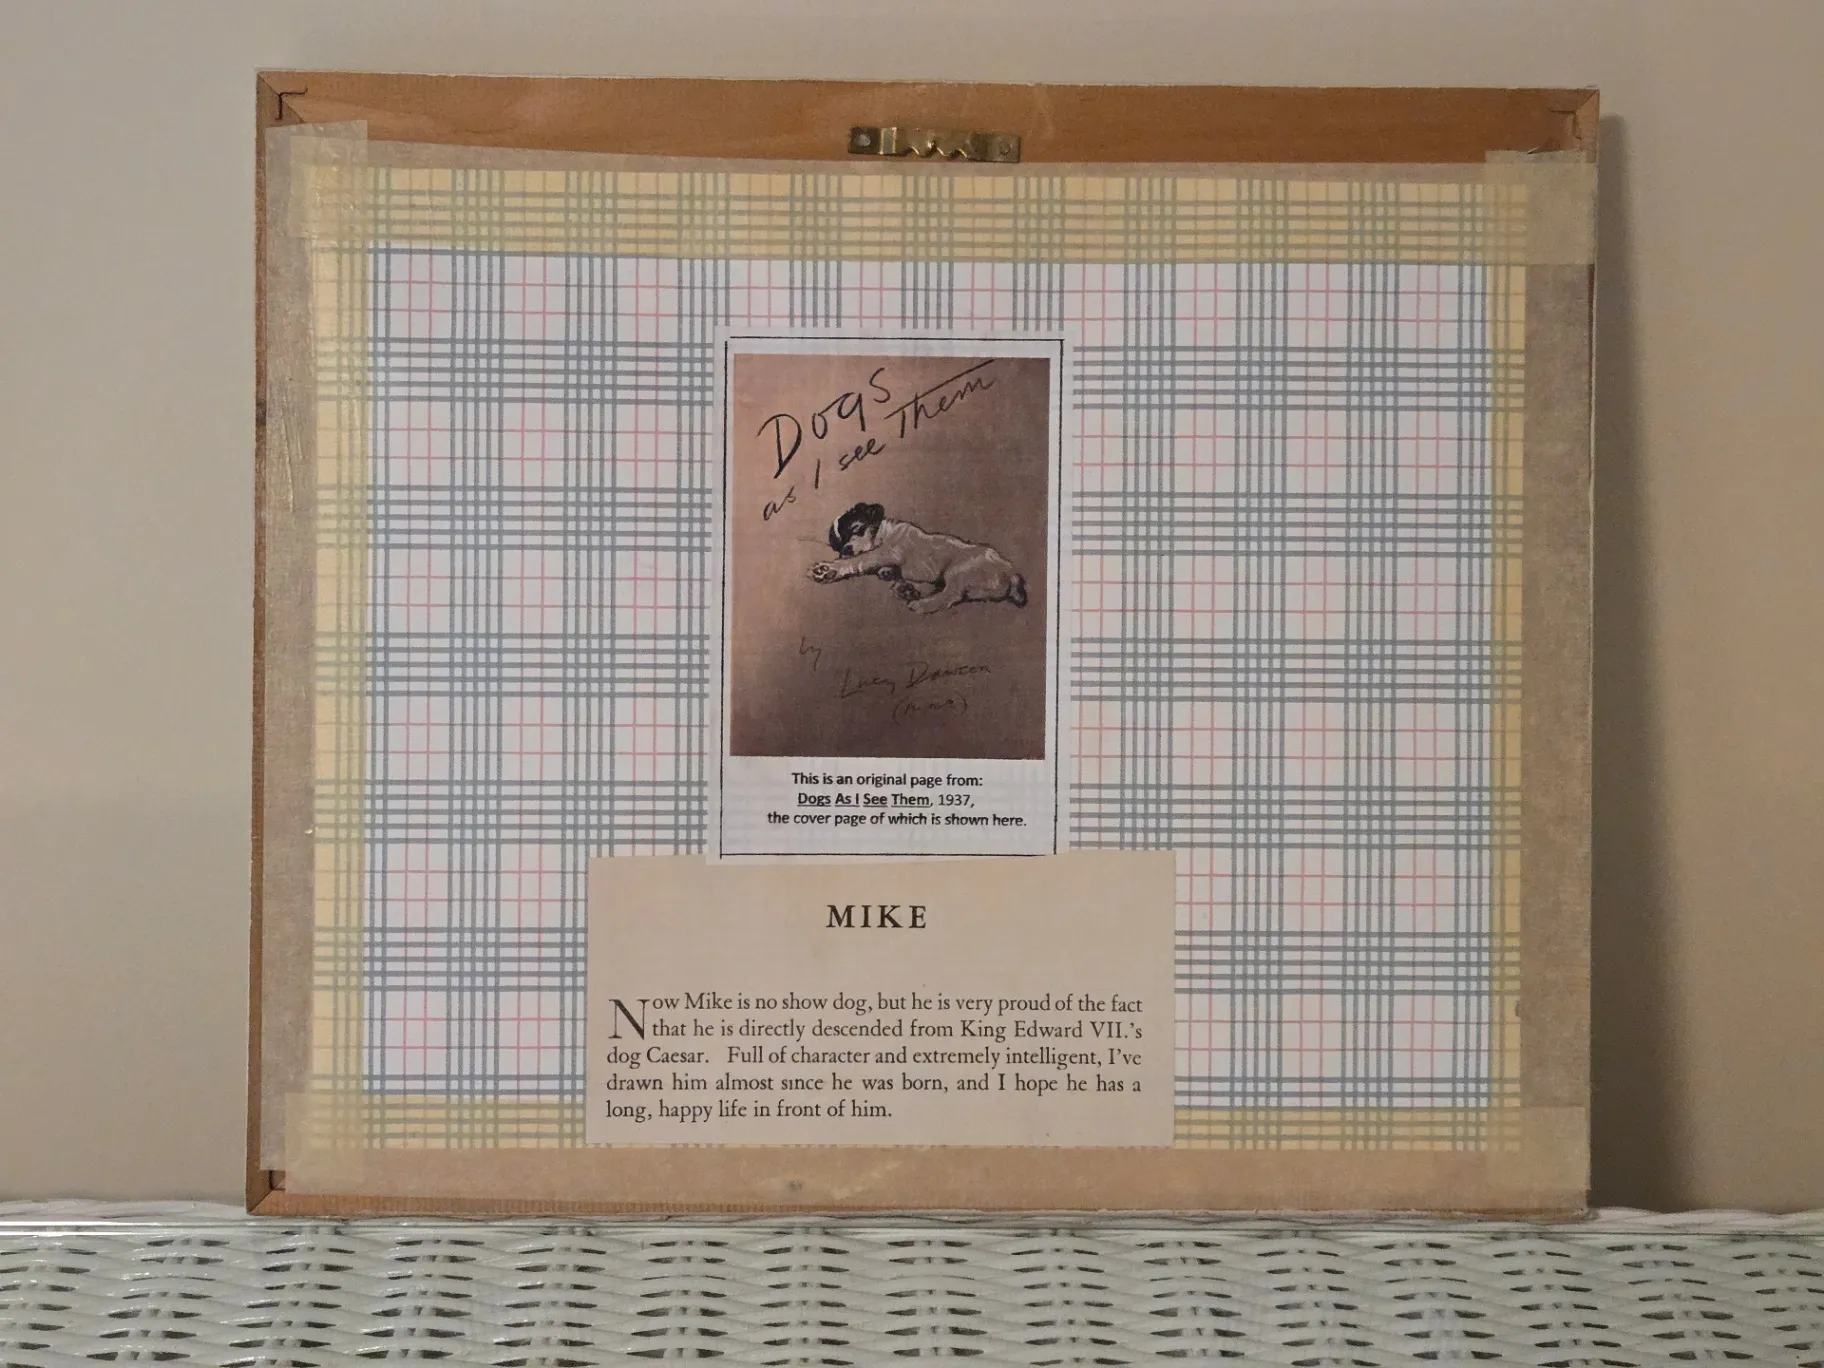 Dogs
as I see Them
by
Lucy Dawson
This is an original page from:
Dogs As I See Them, 1937,
the cover page of which is shown here.
MIKE
Now Mike is no show dog, but he is very proud of the fact
that he is directly descended from King Edward VII.'s
dog Caesar. Full of character and extremely intelligent, I've
drawn him almost since he was born, and I hope he has a
long, happy life in front of him.